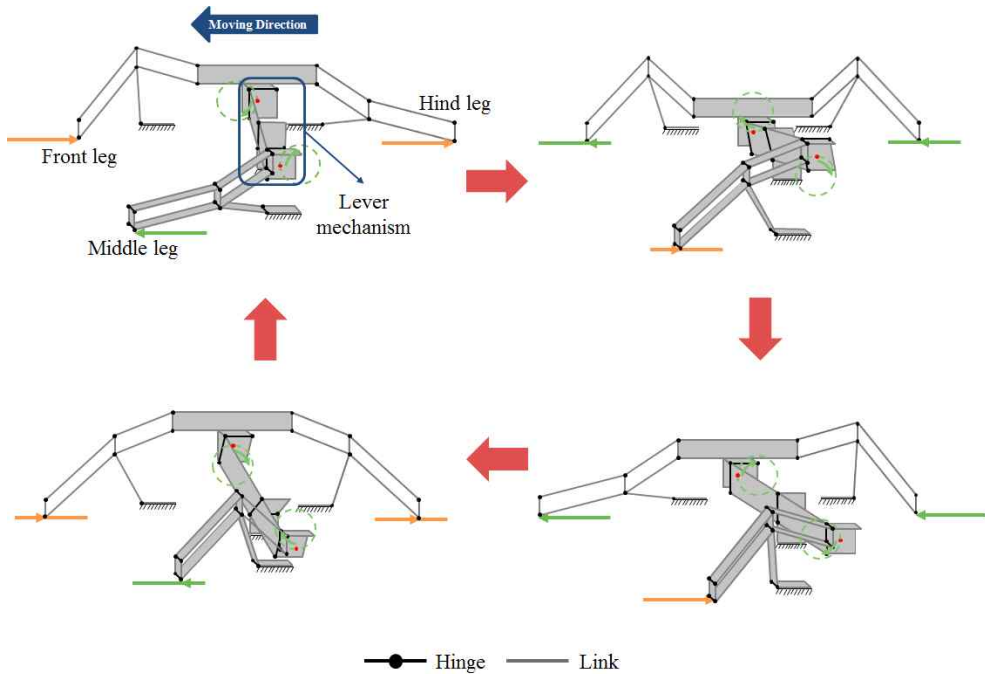 Moving Direction
Hind leg
Front leg
Lever
mechanism
Middle leg
Hinge
Link